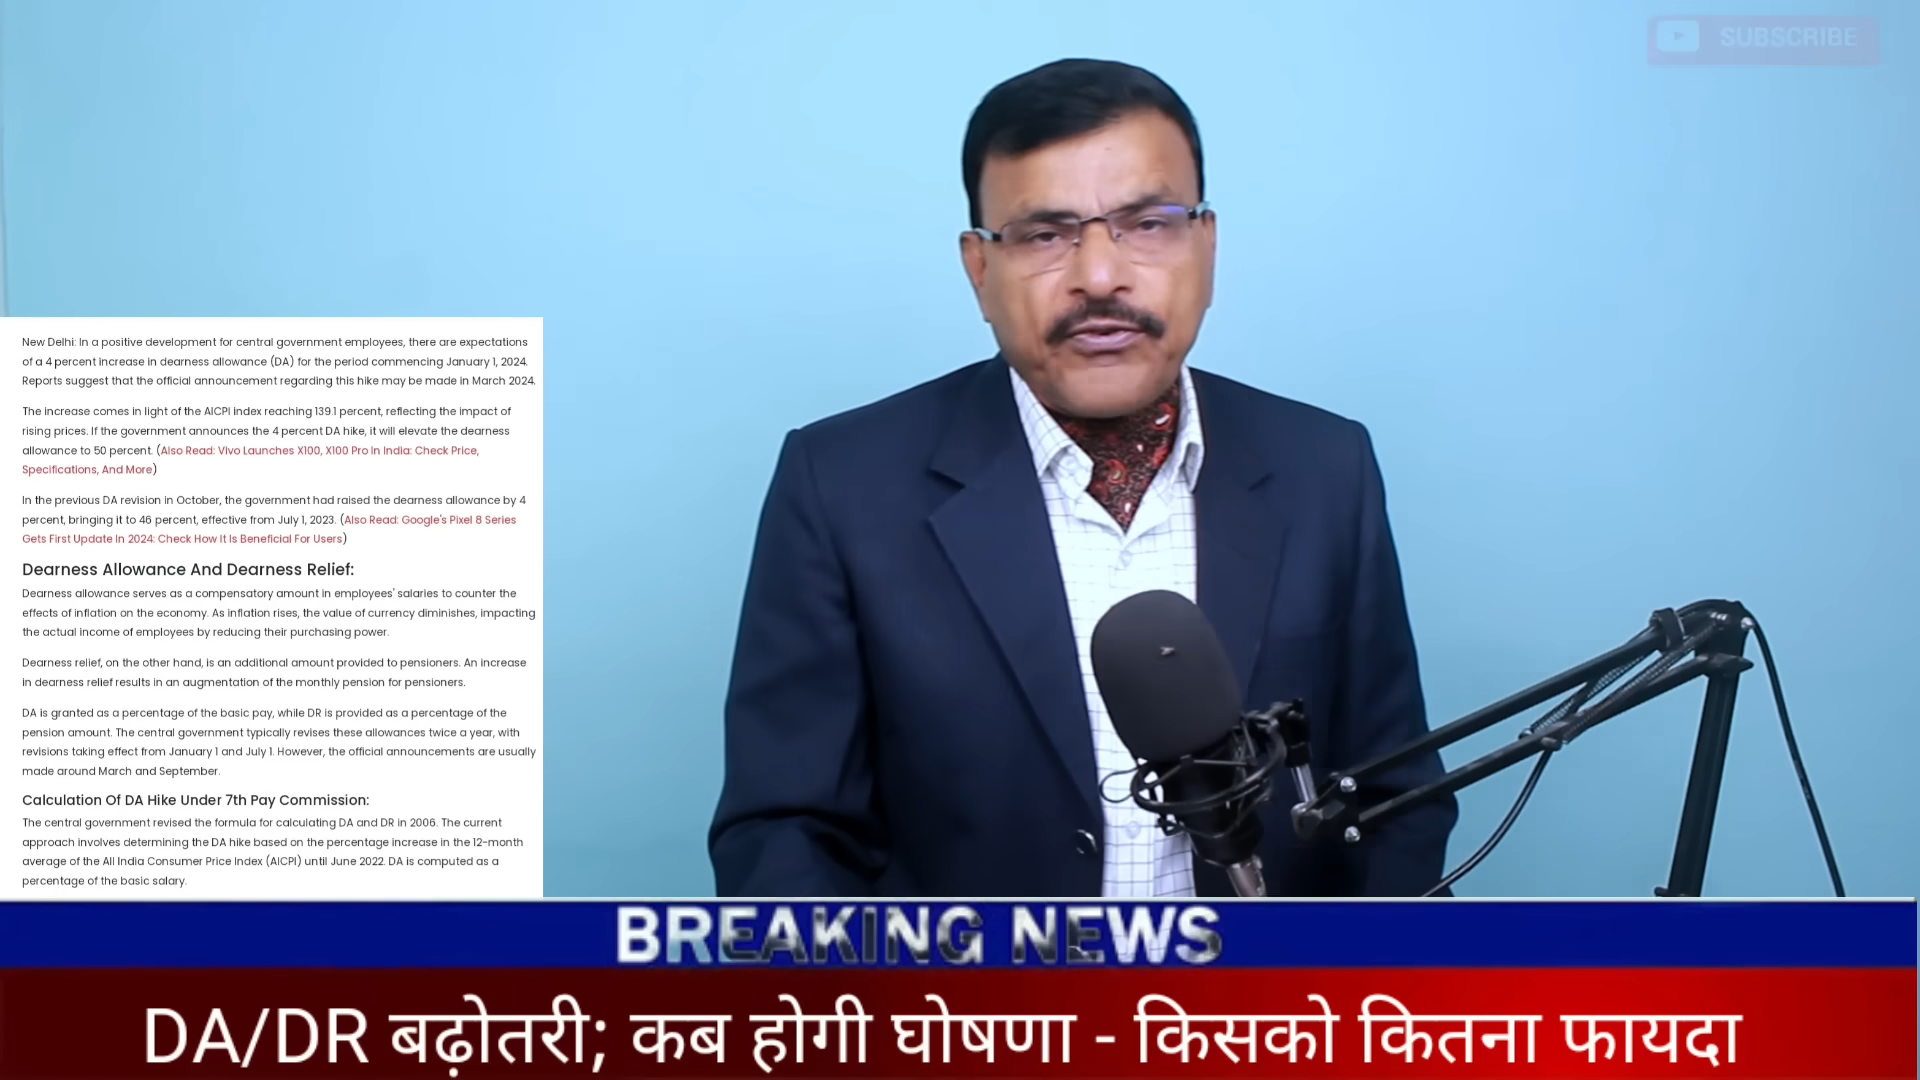 SUBSCRIBE
New Delhi: In a positive development for central government employees, there are expectations
of a 4 percent increase in dearness allowance (DA) for the period commencing January 1, 2024.
Reports suggest that the official announcement regarding this hike may be made in March 2024.
The increase comes in light of the AICPI index reaching 139.1 percent, reflecting the impact of
rising prices. If the government announces the 4 percent DA hike, it will elevate the dearness
allowance to 50 percent. (Also Read: Vivo Launches X100, X100 Pro In India: Check Price,
Specifications, And More)
In the previous DA revision in October, the government had raised the dearness allowance by 4
percent, bringing it to 46 percent, effective from July 1, 2023. (Also Read: Google's Pixel 8 Series
Gets First Update In 2024: Check How It Is Beneficial For Users)
Dearness Allowance And Dearness Relief:
Dearness allowance serves as a compensatory amount in employees' salaries to counter the
effects of inflation on the economy. As inflation rises, the value of currency diminishes, impacting
the actual income of employees by reducing their purchasing power.
Dearness relief, on the other hand, is an additional amount provided to pensioners. An increase
in dearness relief results in an augmentation of the monthly pension for pensioners.
DA is granted as a percentage of the basic pay, while DR is provided as a percentage of the
pension amount. The central government typically revises these allowances twice a year, with
revisions taking effect from January 1 and July 1. However, the official announcements are usually
made around March and September.
Calculation Of DA Hike Under 7th Pay Commission:
The central government revised the formula for calculating DA and DR in 2006. The current
approach involves determining the DA hike based on the percentage increase in the 12-month
average of the All India Consumer Price Index (AICPI) until June 2022. DA is computed as a
percentage of the basic salary.
BREAKING NEWS
DA/DR बढ़ोतरी; कब होगी घोषणा - किसको कितना फायदा